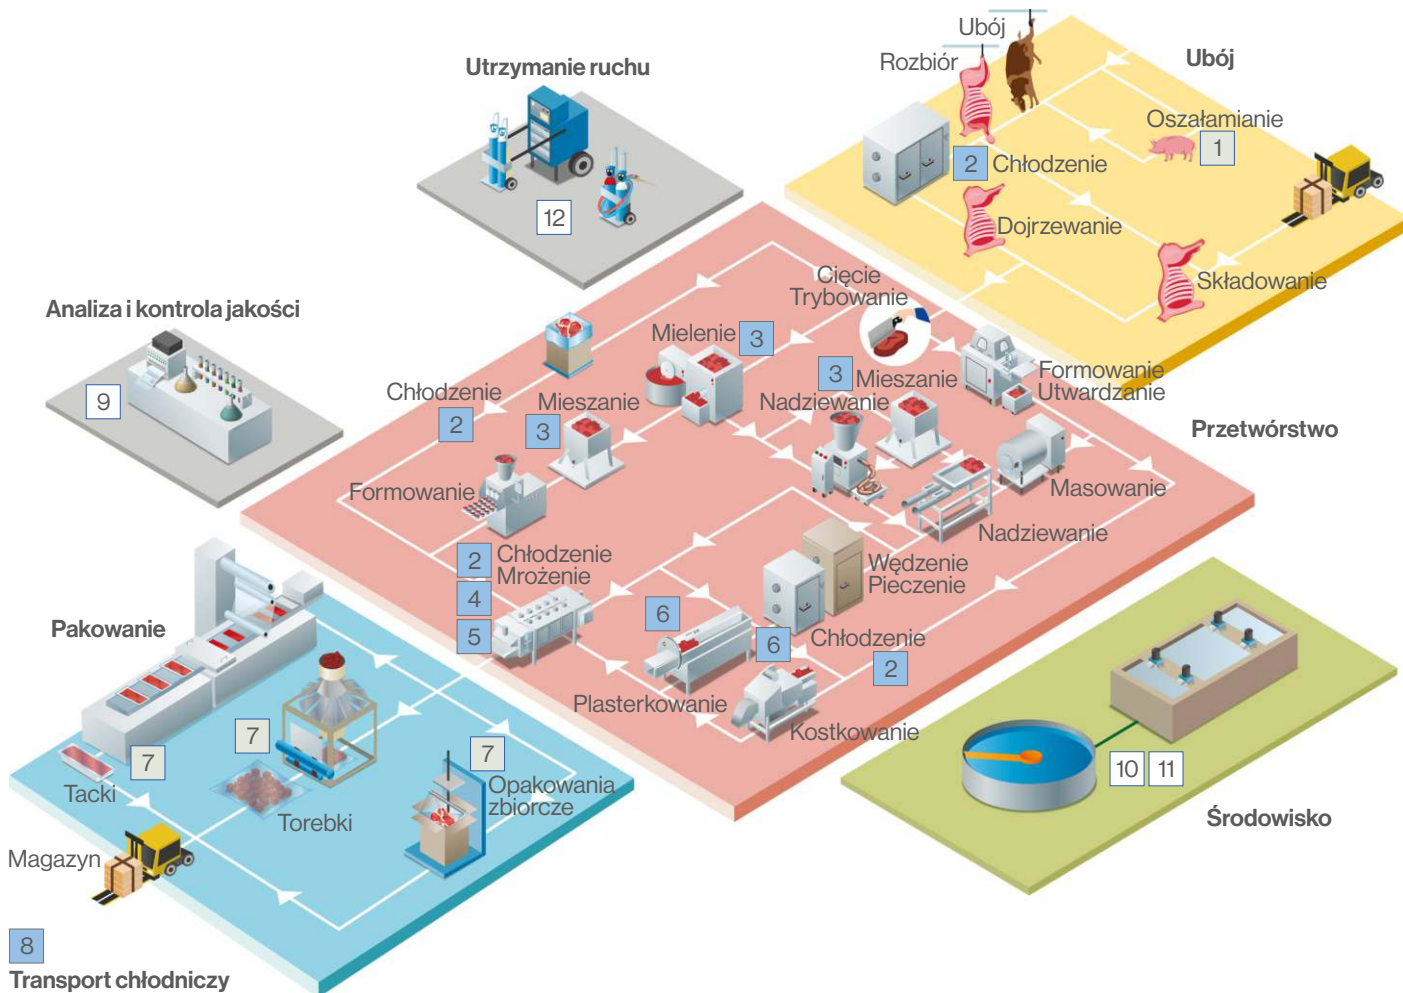 Utrzymanie ruchu
12
Ubój
Ubój
Rozbiór
Oszałamianie
1
2 Chłodzenie
Dojrzewanie
Składowanie
Analiza i kontrola jakości
9
Cięcie
Trybowanie
Mielenie 3
Chłodzenie
2
Mieszanie
3
3 Mieszanie
Nadziewanie
Formowanie
Utwardzanie
Przetwórstwo
Formowanie
Masowanie
Nadziewanie
2 Chłodzenie
Mrożenie
4
5
Wędzenie
Pieczenie
6
6
Chłodzenie
2
Plasterkowanie
Kostkowanie
Pakowanie
7
7
7
Tacki
Torebki
Opakowania
zbiorcze
Magazyn
10 11
Środowisko
8
Transport chłodniczy